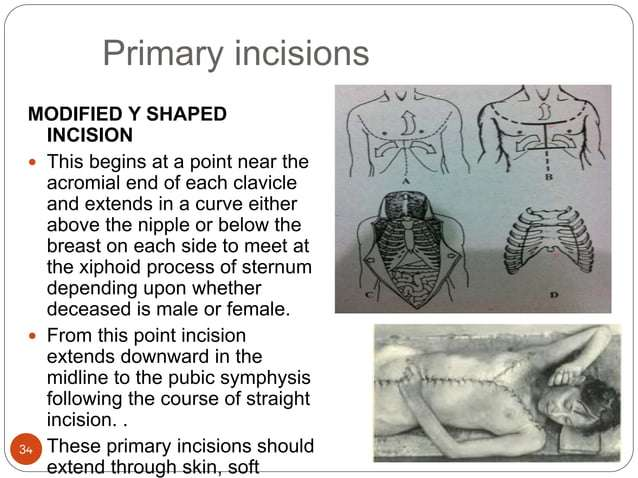 Primary incisions
MODIFIED Y SHAPED
INCISION
This begins at a point near the
acromial end of each clavicle
and extends in a curve either
above the nipple or below the
breast on each side to meet at
the xiphoid process of sternum
depending upon whether
deceased is male or female.
From this point incision
extends downward in the
midline to the pubic symphysis
following the course of straight
incision. .
These primary incisions should
extend through skin, soft
34
A
B
C
D